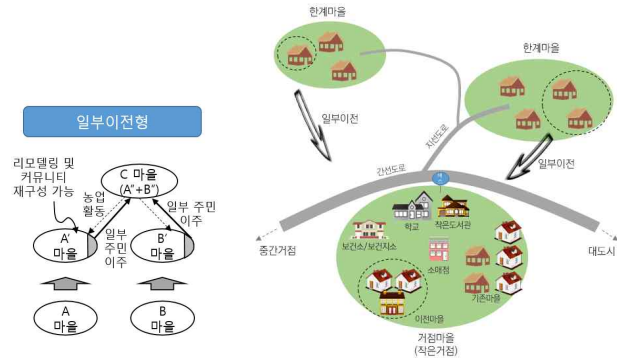 일부이전형
리모델링 및
커뮤니티
재구성 가능
C 마을
(A"+B")
농업
활동
일부
주민
이주
일부 주민
이주
A'
마을
B'
마을
A
마을
B
마을
한계마을
한계마을
일부이전
일부이전
지선도로
간선도로
중간거점
대도시
학교
작은도서관
보건소/보건지소
소매점
기존마을
이전마을
거점마을
(작은거점)